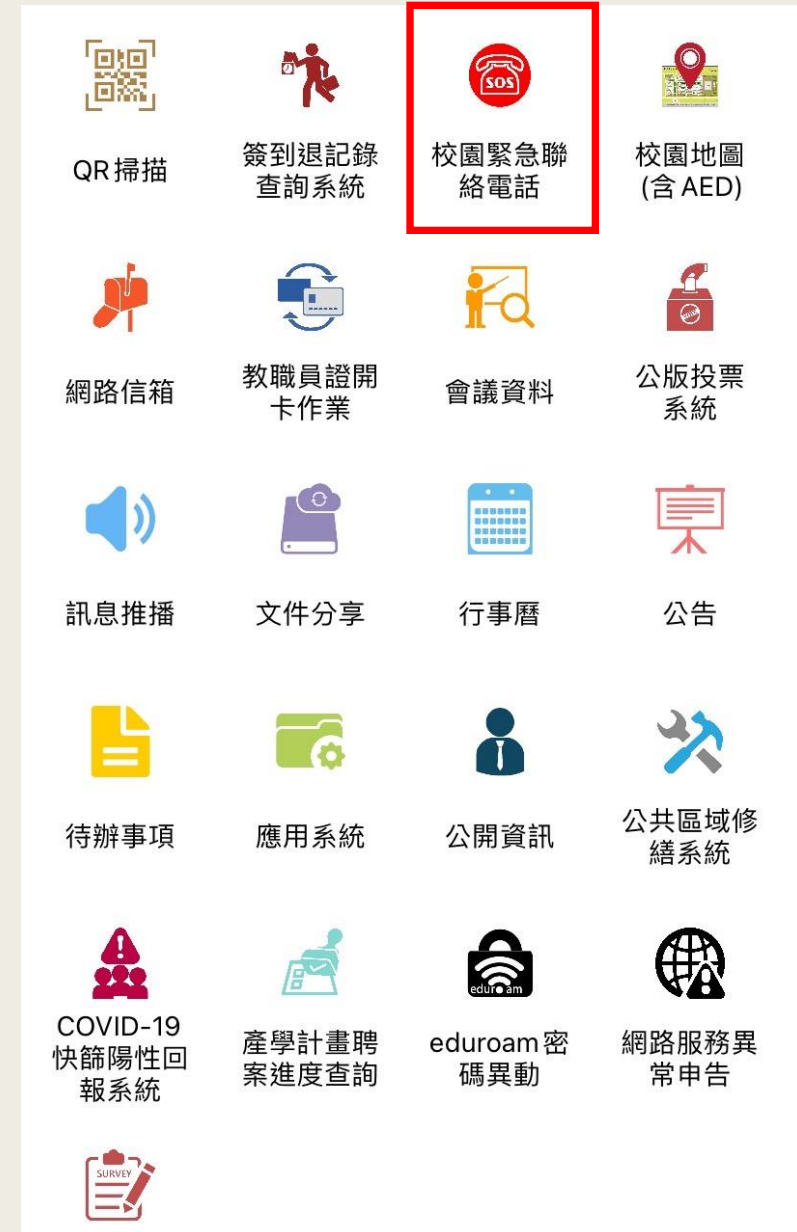 QR掃描
簽到退記錄
查詢系統
SOS
校園緊急聯
絡電話
校園地圖
(含AED)
網路信箱
教職員證開
卡作業
會議資料
公版投票
系統
訊息推播
文件分享
行事曆
公告
待辦事項
應用系統
公開資訊
公共區域修
繕系統
COVID-19
快篩陽性回
報系統
產學計畫聘
案進度查詢
eduroam
eduroam密
碼異動
網路服務異
常申告
SURVEY